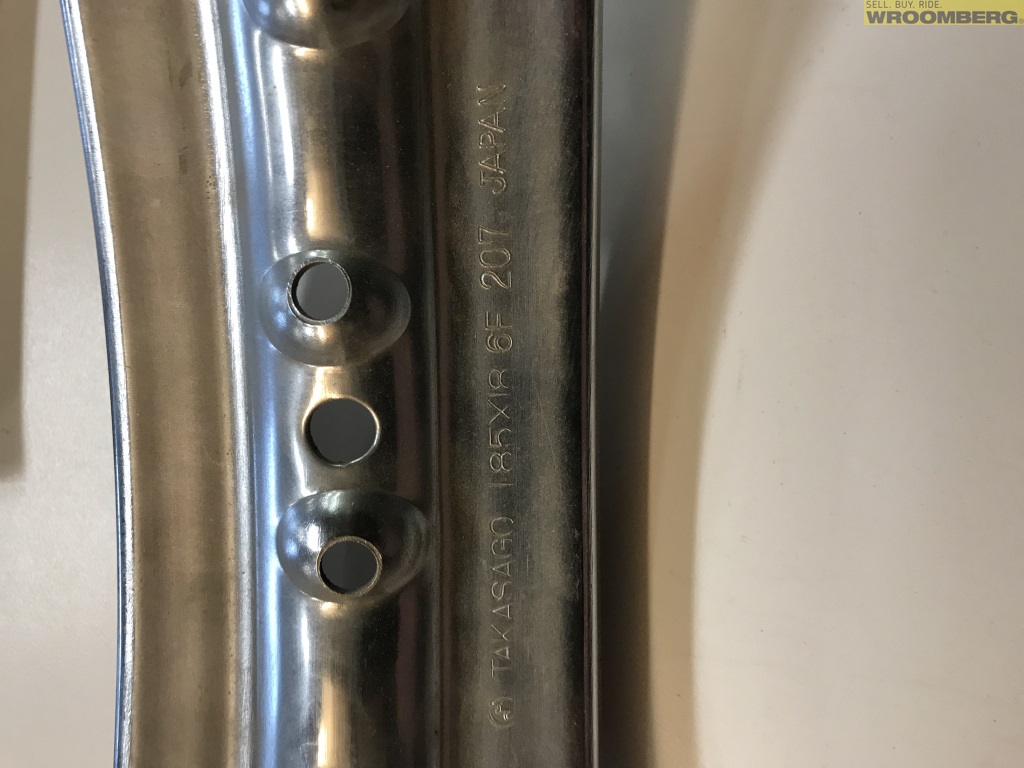 SELL. BUY. RIDE.
WROOMBERG
TAKASAGO 1.85X18 6F 207. JAPAN